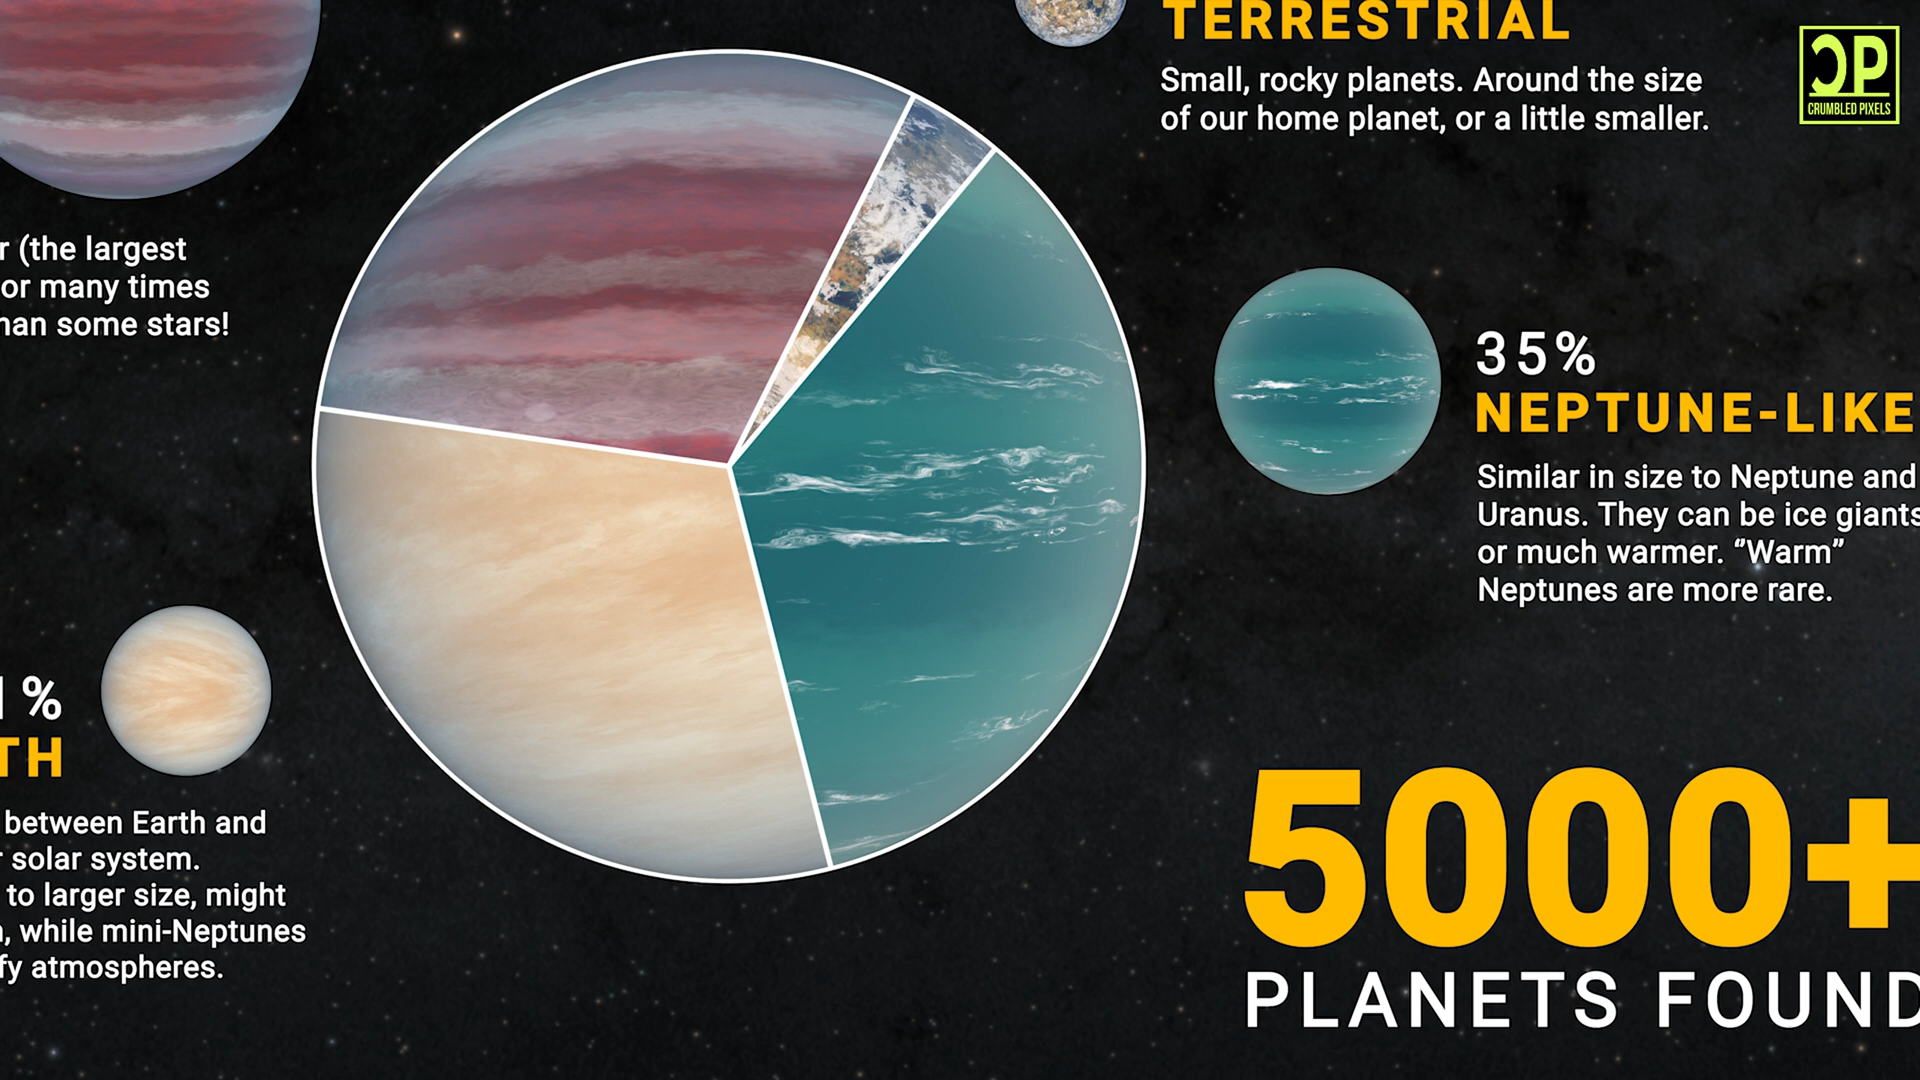 TERRESTRIAL
Small, rocky planets. Around the size
of our home planet, or a little smaller.
CP
CRUMBLED PIXELS
r (the largest
or many times
han some stars!
35%
NEPTUNE-LIKE
Similar in size to Neptune and
Uranus. They can be ice giants
or much warmer. “Warm”
Neptunes are more rare.
1%
TH
between Earth and
r solar system.
to larger size, might
, while mini-Neptunes
fy atmospheres.
5000+
PLANETS FOUND